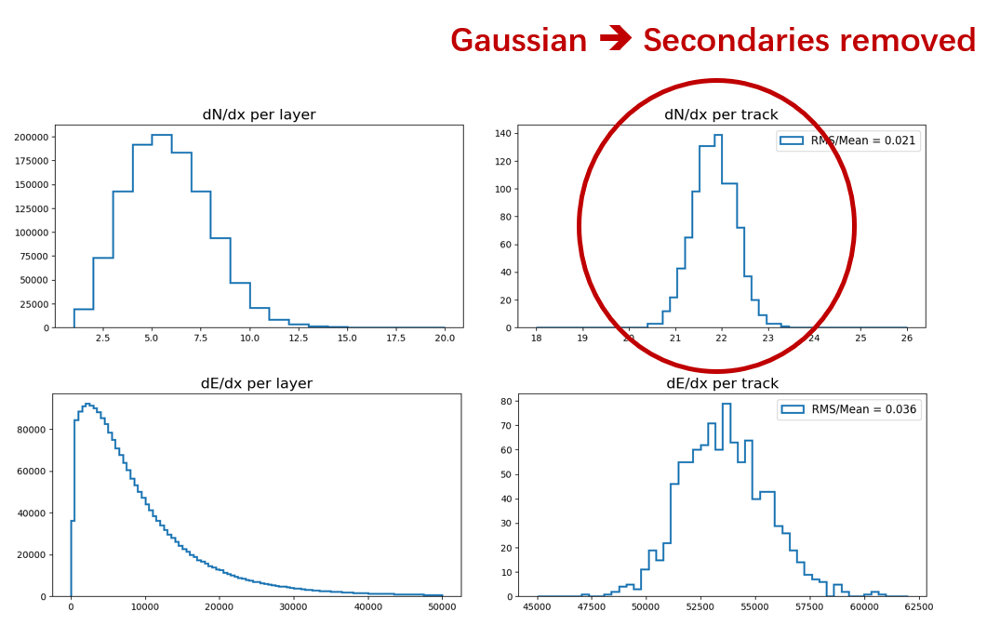 Gaussian ➔ Secondaries removed
dN/dx per layer
200000
175000
150000
125000
100000
75000
50000
25000
0
2.5 5.0 7.5 10.0 12.5 15.0 17.5 20.0
dN/dx per track
RMS/Mean = 0.021
140
120
100
80
60
40
20
0
18 19 20 21 22 23 24 25 26
dE/dx per layer
80000
60000
40000
20000
0
0 10000 20000 30000 40000 50000
dE/dx per track
RMS/Mean = 0.036
80
70
60
50
40
30
20
10
0
45000 47500 50000 52500 55000 57500 60000 62500